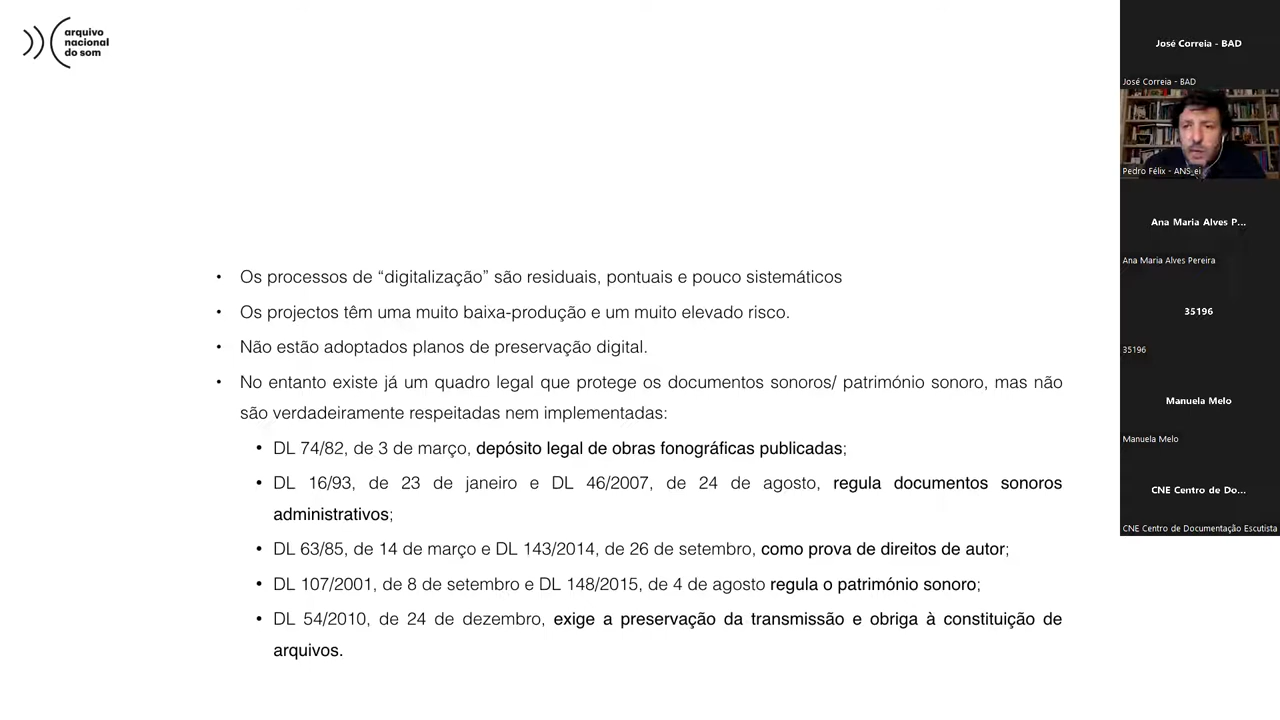 arquivo
nacional
do som
• Os processos de “digitalização” são residuais, pontuais e pouco sistemáticos
• Os projectos têm uma muito baixa-produção e um muito elevado risco.
• Não estão adoptados planos de preservação digital.
• No entanto existe já um quadro legal que protege os documentos sonoros/ património sonoro, mas não
são verdadeiramente respeitadas nem implementadas:
• DL 74/82, de 3 de março, depósito legal de obras fonográficas publicadas;
• DL 16/93, de 23 de janeiro e DL 46/2007, de 24 de agosto, regula documentos sonoros
administrativos;
• DL 63/85, de 14 de março e DL 143/2014, de 26 de setembro, como prova de direitos de autor;
• DL 107/2001, de 8 de setembro e DL 148/2015, de 4 de agosto regula o património sonoro;
• DL 54/2010, de 24 de dezembro, exige a preservação da transmissão e obriga à constituição de
arquivos.
José Correia - BAD
José Correia - BAD
Pedro Félix - ANS_ei
Ana Maria Alves P...
Ana Maria Alves Pereira
35196
35196
Manuela Melo
Manuela Melo
CNE Centro de Do...
CNE Centro de Documentação Escutista